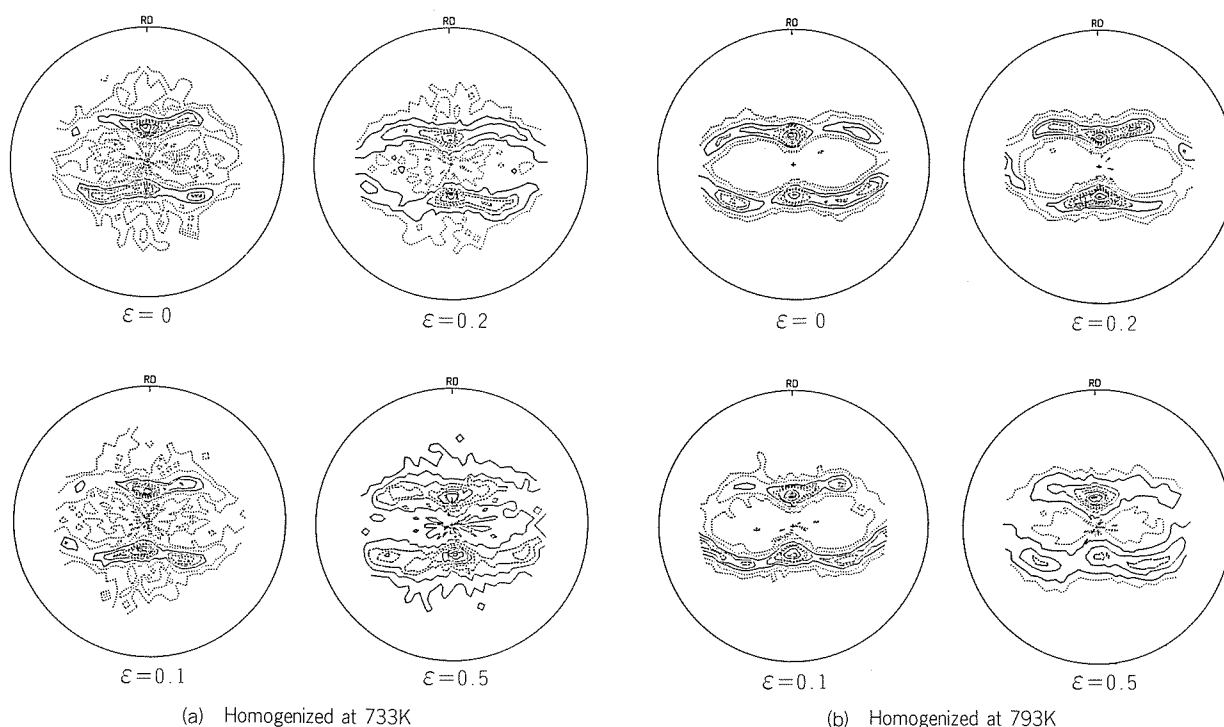 RD
RD
RD
RD
ε=0
ε=0.2
ε=0
ε=0.2
RD
RD
RD
RD
ε=0.1
ε=0.5
ε=0.1
ε=0.5
(a) Homogenized at 733K
(b) Homogenized at 793K